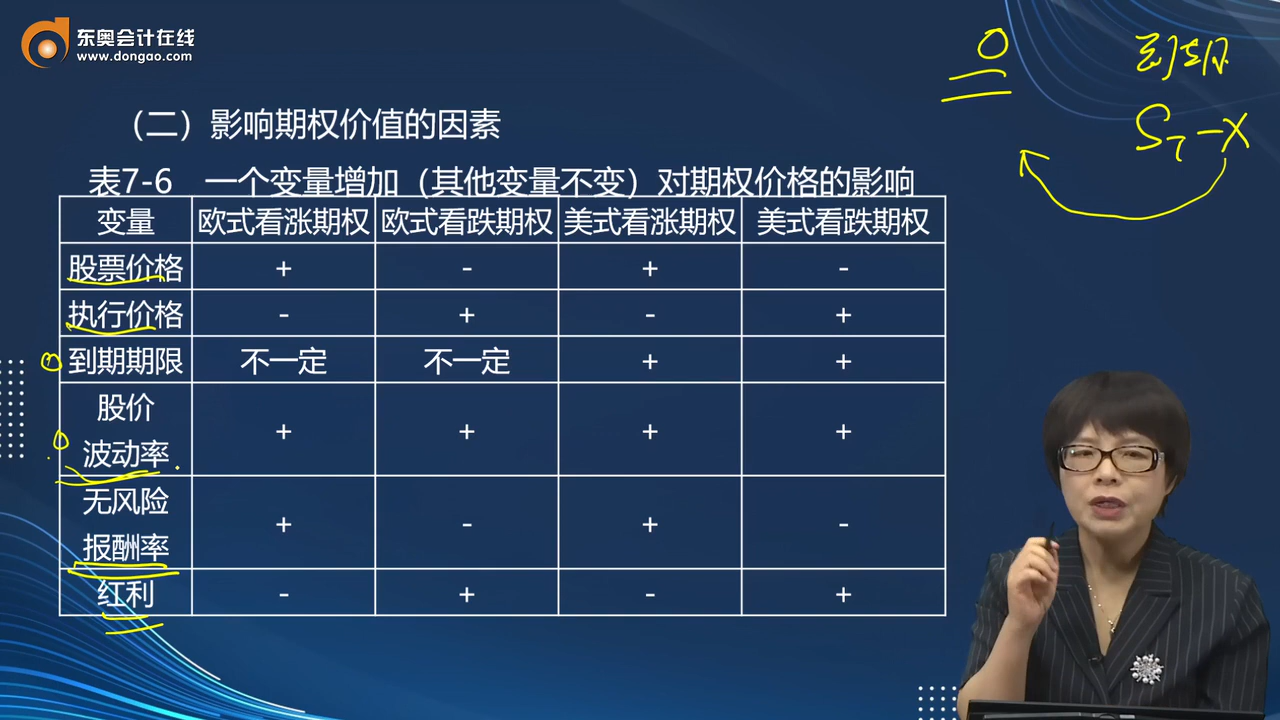 东奥会计在线
www.dongao.com
0
到期
S_T-X
（二）影响期权价值的因素
表7-6 一个变量增加（其他变量不变）对期权价格的影响
变量 欧式看涨期权 欧式看跌期权 美式看涨期权 美式看跌期权
股票价格 + - + -
执行价格 - + - +
到期期限 不一定 不一定 + +
股价
波动率 + + + +
无风险
报酬率 + - + -
红利 - + - +